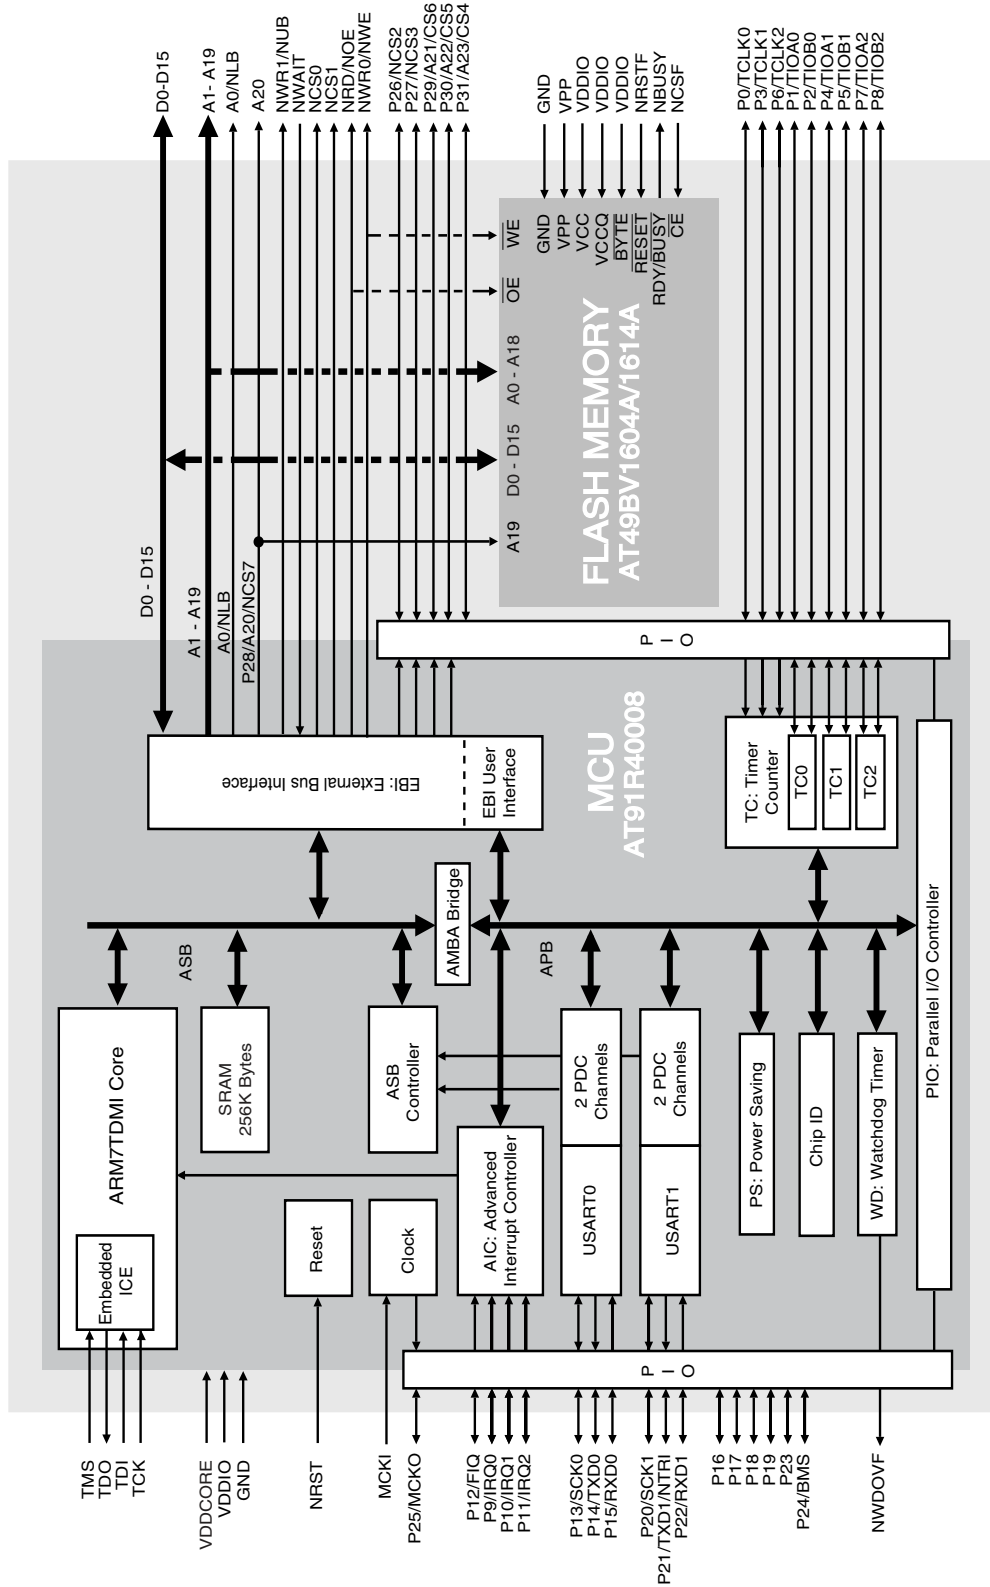 TMS
TDO
TDI
TCK
VDDCORE
VDDIO
GND
NRST
MCKI
P25/MCKO
P12/FIQ
P9/IRQ0
P10/IRQ1
P11/IRQ2
P13/SCK0
P14/TXD0
P15/RXD0
P20/SCK1
P21/TXD1/NTRI
P22/RXD1
P16
P17
P18
P19
P23
P24/BMS
NWDOVF
Embedded
ICE
ARM7TDMI Core
Reset
Clock
SRAM
256K Bytes
ASB
Controller
AIC: Advanced
Interrupt Controller
USART0
2 PDC
Channels
USART1
2 PDC
Channels
PS: Power Saving
Chip ID
WD: Watchdog Timer
P
I
O
PIO: Parallel I/O Controller
ASB
AMBA Bridge
APB
EBI: External Bus Interface
EBI User
Interface
MCU
AT91R40008
TC: Timer
Counter
TC0
TC1
TC2
P
I
O
D0 - D15
A1 - A19
A0/NLB
P28/A20/NCS7
A19
D0 - D15
A0 - A18
OE
WE
FLASH MEMORY
AT49BV1604A/1614A
GND
VPP
VCC
VCCQ
BYTE
RESET
RDY/BUSY
CE
D0-D15
A1- A19
A0/NLB
A20
NWR1/NUB
NWAIT
NCS0
NCS1
NRD/NOE
NWR0/NWE
P26/NCS2
P27/NCS3
P29/A21/CS6
P30/A22/CS5
P31/A23/CS4
GND
VPP
VDDIO
VDDIO
VDDIO
NRSTF
NBUSY
NCSF
P0/TCLK0
P3/TCLK1
P6/TCLK2
P1/TIOA0
P2/TIOB0
P4/TIOA1
P5/TIOB1
P7/TIOA2
P8/TIOB2